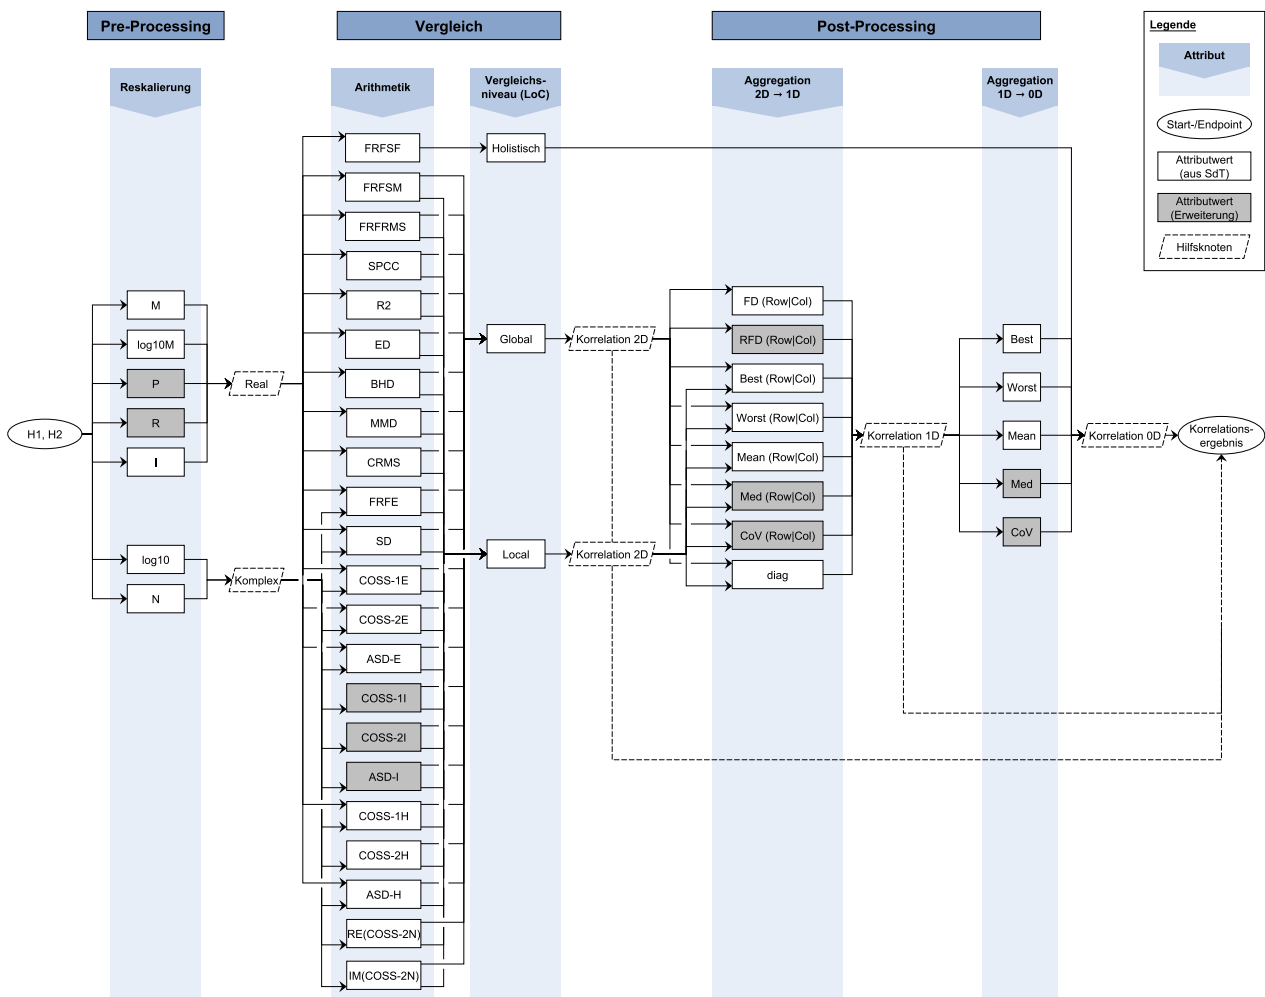 Pre-Processing
Vergleich
Post-Processing
Legende
Attribut
Start-/Endpoint
Attributwert
(aus SdT)
Attributwert
(Erweiterung)
Hilfsknoten
Reskalierung
Arithmetik
Vergleichs-
niveau (LoC)
Aggregation
2D → 1D
Aggregation
1D → 0D
H1, H2
M
log10M
P
R
I
log10
N
Real
Komplex
FRFSF
FRFSM
FRFRMS
SPCC
R2
ED
BHD
MMD
CRMS
FRFE
SD
COSS-1E
COSS-2E
ASD-E
COSS-1I
COSS-2I
ASD-I
COSS-1H
COSS-2H
ASD-H
RE(COSS-2N)
IM(COSS-2N)
Holistisch
Global
Local
Korrelation 2D
Korrelation 2D
FD (Row|Col)
RFD (Row|Col)
Best (Row|Col)
Worst (Row|Col)
Mean (Row|Col)
Med (Row|Col)
CoV (Row|Col)
diag
Korrelation 1D
Best
Worst
Mean
Med
CoV
Korrelation 0D
Korrelations-
ergebnis